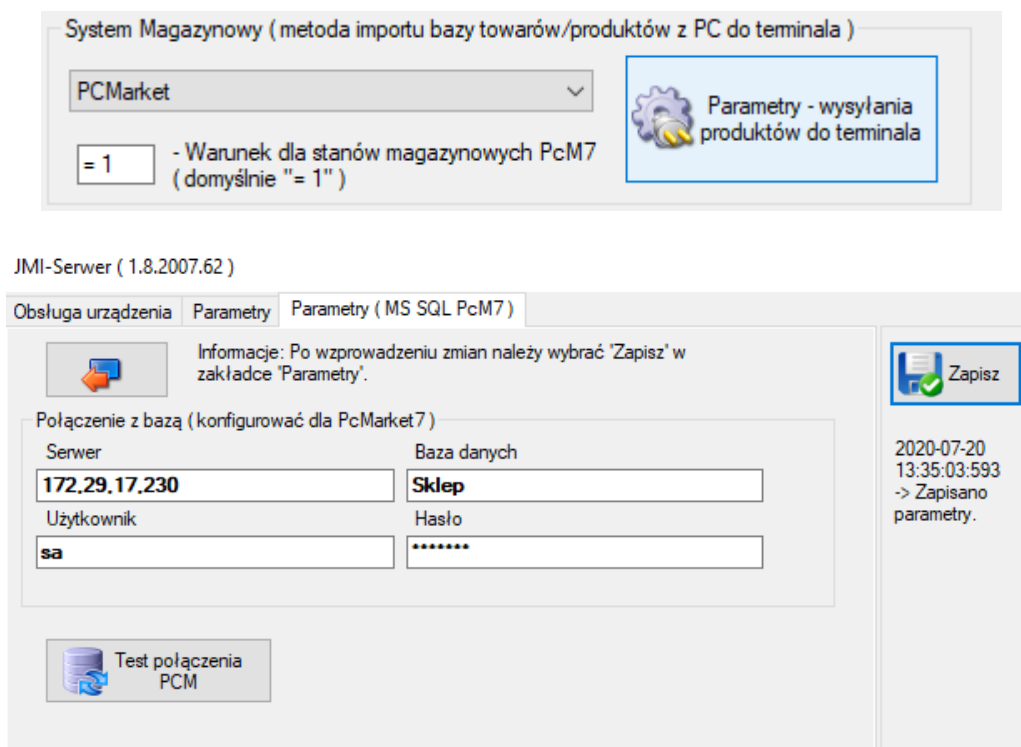 System Magazynowy ( metoda importu bazy towarów/produktów z PC do terminala )
PCMarket
Parametry - wysyłania
produktów do terminala
= 1
- Warunek dla stanów magazynowych PcM7
( domyślnie "= 1" )
JMI-Serwer ( 1.8.2007.62 )
Obsługa urządzenia
Parametry
Parametry ( MS SQL PcM7 )
Informacje: Po wzprowadzeniu zmian należy wybrać 'Zapisz' w
zakładce 'Parametry'.
Zapisz
Połączenie z bazą ( konfigurować dla PcMarket7 )
Serwer
Baza danych
172,29,17,230
Sklep
Użytkownik
Hasło
sa
*******
2020-07-20
13:35:03:593
-> Zapisano
parametry.
Test połączenia
PCM